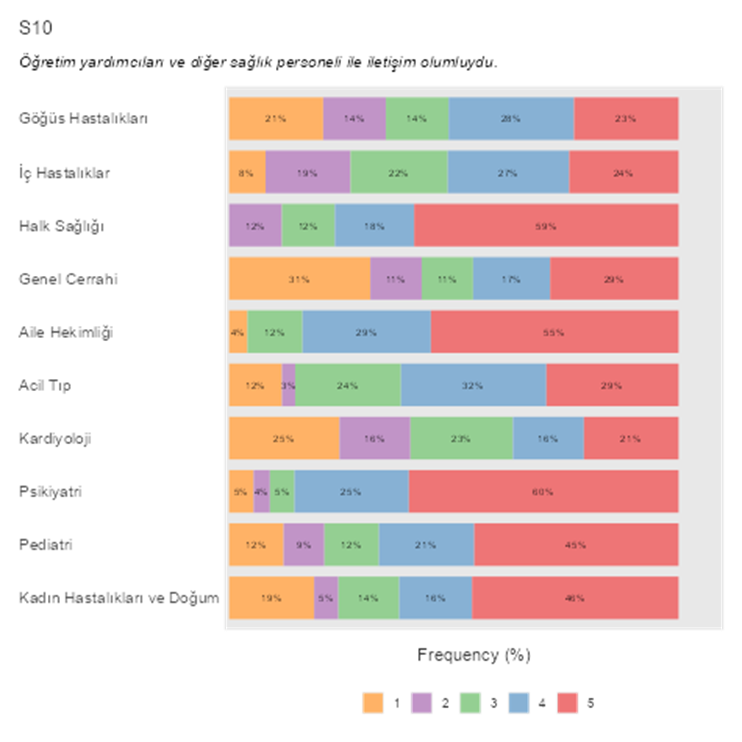 S10
Öğretim yardımcıları ve diğer sağlık personeli ile iletişim olumluydu.
Göğüs Hastalıkları 21% 14% 14% 28% 23%
İç Hastalıklar 8% 19% 22% 27% 24%
Halk Sağlığı 12% 12% 18% 59%
Genel Cerrahi 31% 11% 11% 17% 29%
Aile Hekimliği 4% 12% 29% 55%
Acil Tıp 12% 3% 24% 32% 29%
Kardiyoloji 25% 16% 23% 16% 21%
Psikiyatri 5% 4% 5% 25% 60%
Pediatri 12% 9% 12% 21% 45%
Kadın Hastalıkları ve Doğum 19% 5% 14% 16% 46%
Frequency (%)
1 2 3 4 5